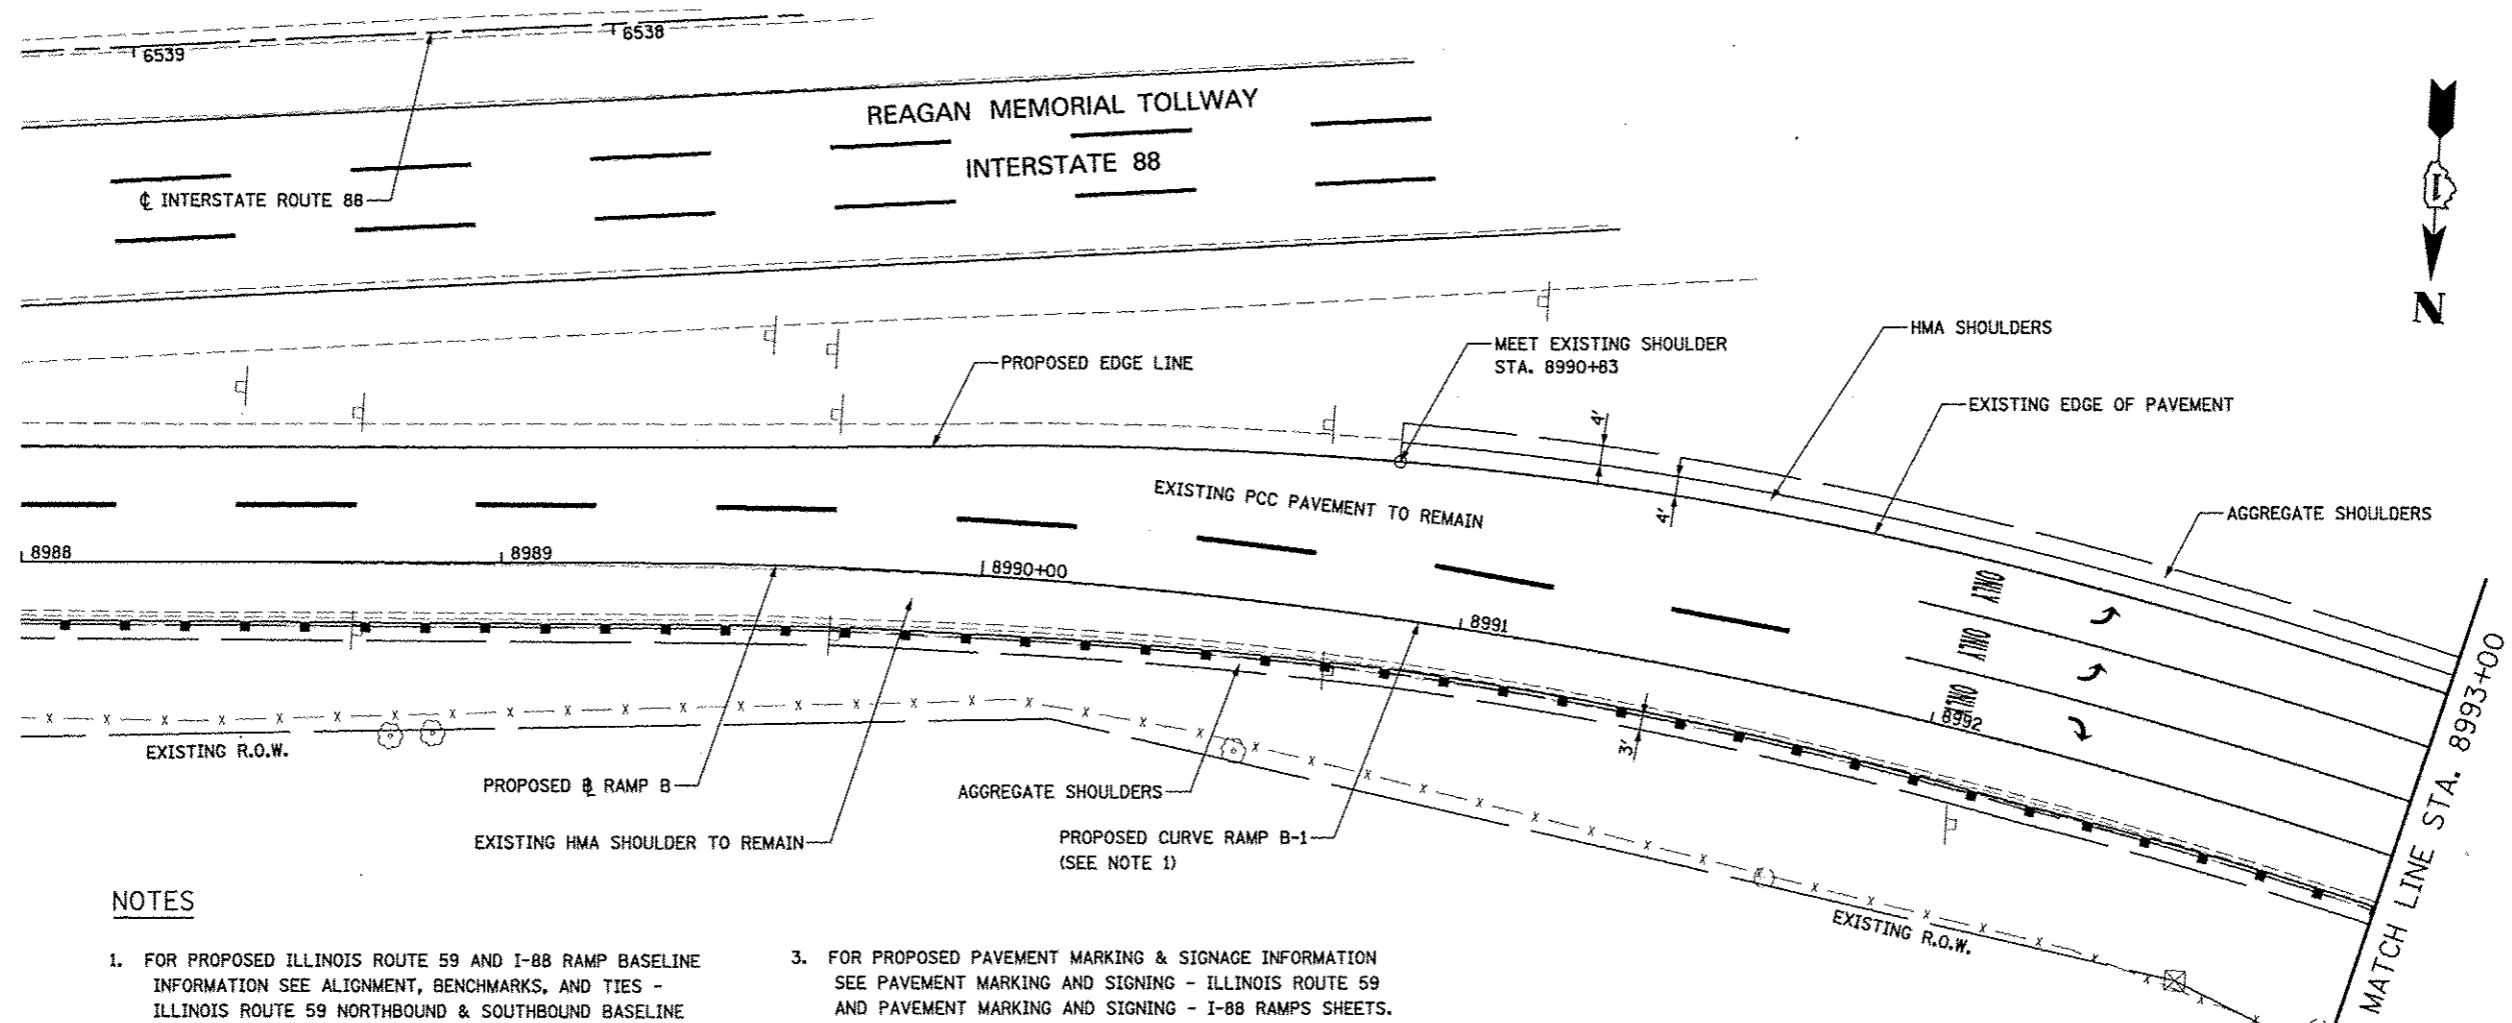 6539
6538
REAGAN MEMORIAL TOLLWAY
INTERSTATE 88
℄ INTERSTATE ROUTE 88
N
HMA SHOULDERS
MEET EXISTING SHOULDER
STA. 8990+83
PROPOSED EDGE LINE
EXISTING EDGE OF PAVEMENT
4'
4'
EXISTING PCC PAVEMENT TO REMAIN
AGGREGATE SHOULDERS
8988
8989
8990+00
8991
8992
ONLY
ONLY
ONLY
3'
EXISTING R.O.W.
PROPOSED ⅊ RAMP B
AGGREGATE SHOULDERS
EXISTING HMA SHOULDER TO REMAIN
PROPOSED CURVE RAMP B-1
(SEE NOTE 1)
EXISTING R.O.W.
MATCH LINE STA. 8993+00
NOTES
1. FOR PROPOSED ILLINOIS ROUTE 59 AND I-88 RAMP BASELINE
INFORMATION SEE ALIGNMENT, BENCHMARKS, AND TIES -
ILLINOIS ROUTE 59 NORTHBOUND & SOUTHBOUND BASELINE
3. FOR PROPOSED PAVEMENT MARKING & SIGNAGE INFORMATION
SEE PAVEMENT MARKING AND SIGNING - ILLINOIS ROUTE 59
AND PAVEMENT MARKING AND SIGNING - I-88 RAMPS SHEETS.